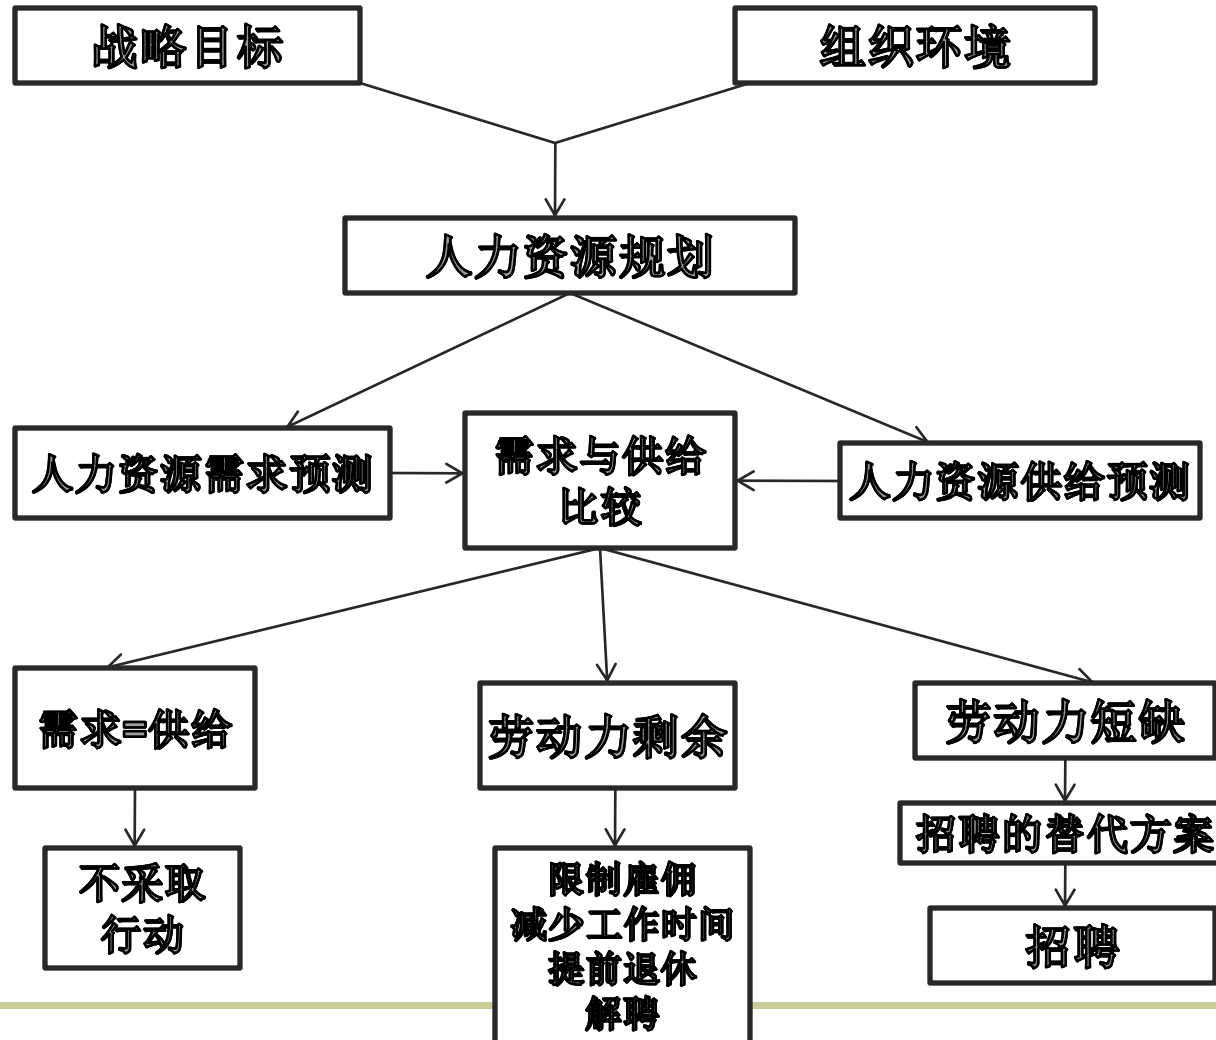 战略目标
组织环境
人力资源规划
人力资源需求预测
需求与供给
比较
人力资源供给预测
需求=供给
劳动力剩余
劳动力短缺
不采取
行动
限制雇佣
减少工作时间
提前退休
解聘
招聘的替代方案
招聘